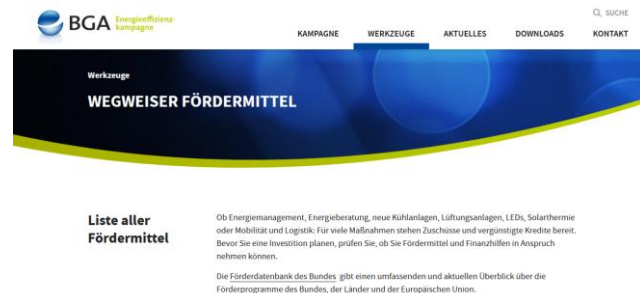 SUCHE
BGA Energieeffizienz-
kampagne
KAMPAGNE WERKZEUGE AKTUELLES DOWNLOADS KONTAKT
Werkzeuge
WEGWEISER FÖRDERMITTEL
Liste aller
Fördermittel
Ob Energiemanagement, Energieberatung, neue Kühlanlagen, Lüftungsanlagen, LEDs, Solarthermie
oder Mobilität und Logistik: Für viele Maßnahmen stehen Zuschüsse und vergünstigte Kredite bereit.
Bevor Sie eine Investition planen, prüfen Sie, ob Sie Fördermittel und Finanzhilfen in Anspruch
nehmen können.
Die Förderdatenbank des Bundes gibt einen umfassenden und aktuellen Überblick über die
Förderprogramme des Bundes, der Länder und der Europäischen Union.